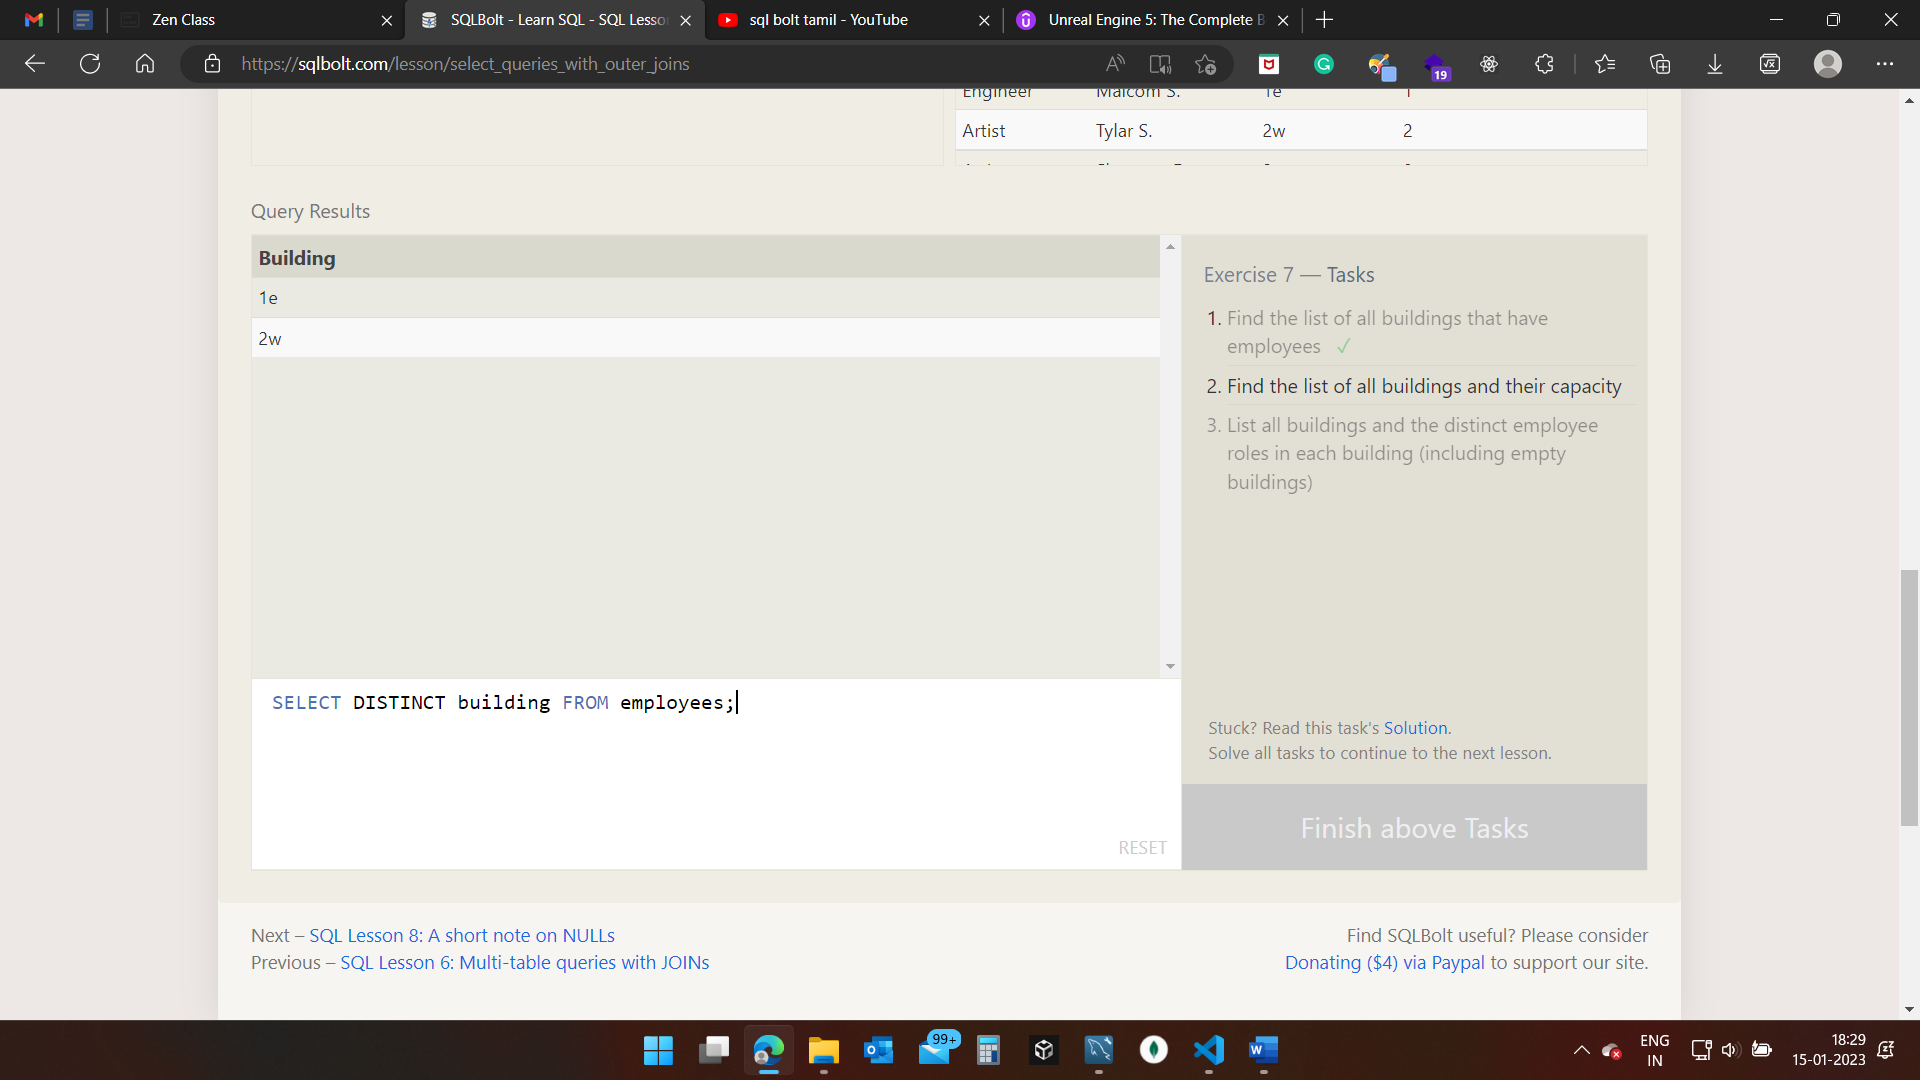 Zen Class
SQLBolt - Learn SQL - SQL Lesso
sql bolt tamil - YouTube
Unreal Engine 5: The Complete B
https://sqlbolt.com/lesson/select_queries_with_outer_joins
19
Engineer Malcom S. 1e 1
Artist Tylar S. 2w 2
Query Results
Building
1e
2w
Exercise 7 — Tasks
1. Find the list of all buildings that have
employees ✓
2. Find the list of all buildings and their capacity
3. List all buildings and the distinct employee
roles in each building (including empty
buildings)
SELECT DISTINCT building FROM employees;
RESET
Stuck? Read this task's Solution.
Solve all tasks to continue to the next lesson.
Finish above Tasks
Next – SQL Lesson 8: A short note on NULLs
Previous – SQL Lesson 6: Multi-table queries with JOINs
Find SQLBolt useful? Please consider
Donating ($4) via Paypal to support our site.
99+
ENG
IN
18:29
15-01-2023